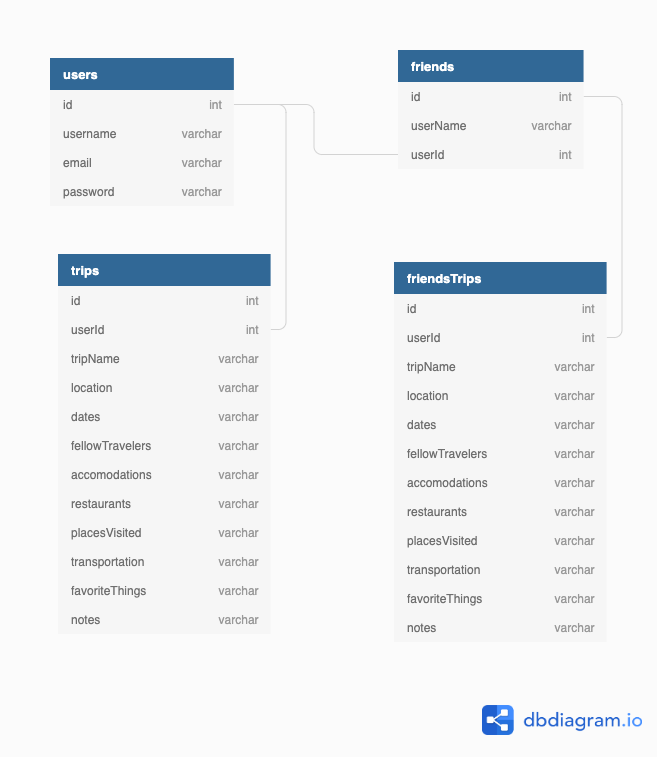 users
id int
username varchar
email varchar
password varchar
friends
id int
userName varchar
userId int
trips
id int
userId int
tripName varchar
location varchar
dates varchar
fellowTravelers varchar
accomodations varchar
restaurants varchar
placesVisited varchar
transportation varchar
favoriteThings varchar
notes varchar
friendsTrips
id int
userId int
tripName varchar
location varchar
dates varchar
fellowTravelers varchar
accomodations varchar
restaurants varchar
placesVisited varchar
transportation varchar
favoriteThings varchar
notes varchar
dbdiagram.io